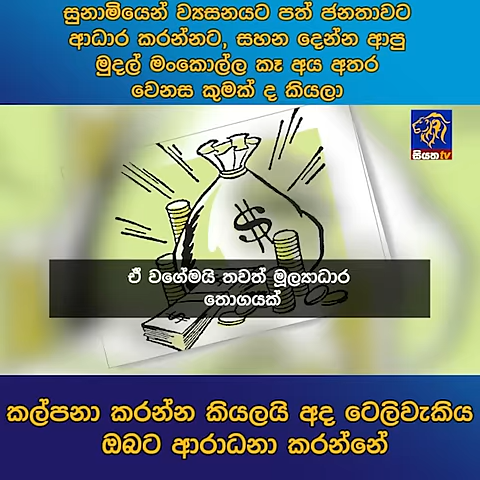 සුනාමියෙන් ව්‍යසනයට පත් ජනතාවට
ආධාර කරන්නට, සහන දෙන්න ආපු
මුදල් මංකොල්ල කෑ අය අතර
වෙනස කුමක් ද කියලා
සියත tv
$
ඒ වගේමයි තවත් මූල්‍යාධාර
තොගයක්
කල්පනා කරන්න කියලයි අද ටෙලිවැකිය
ඔබට ආරාධනා කරන්නේ